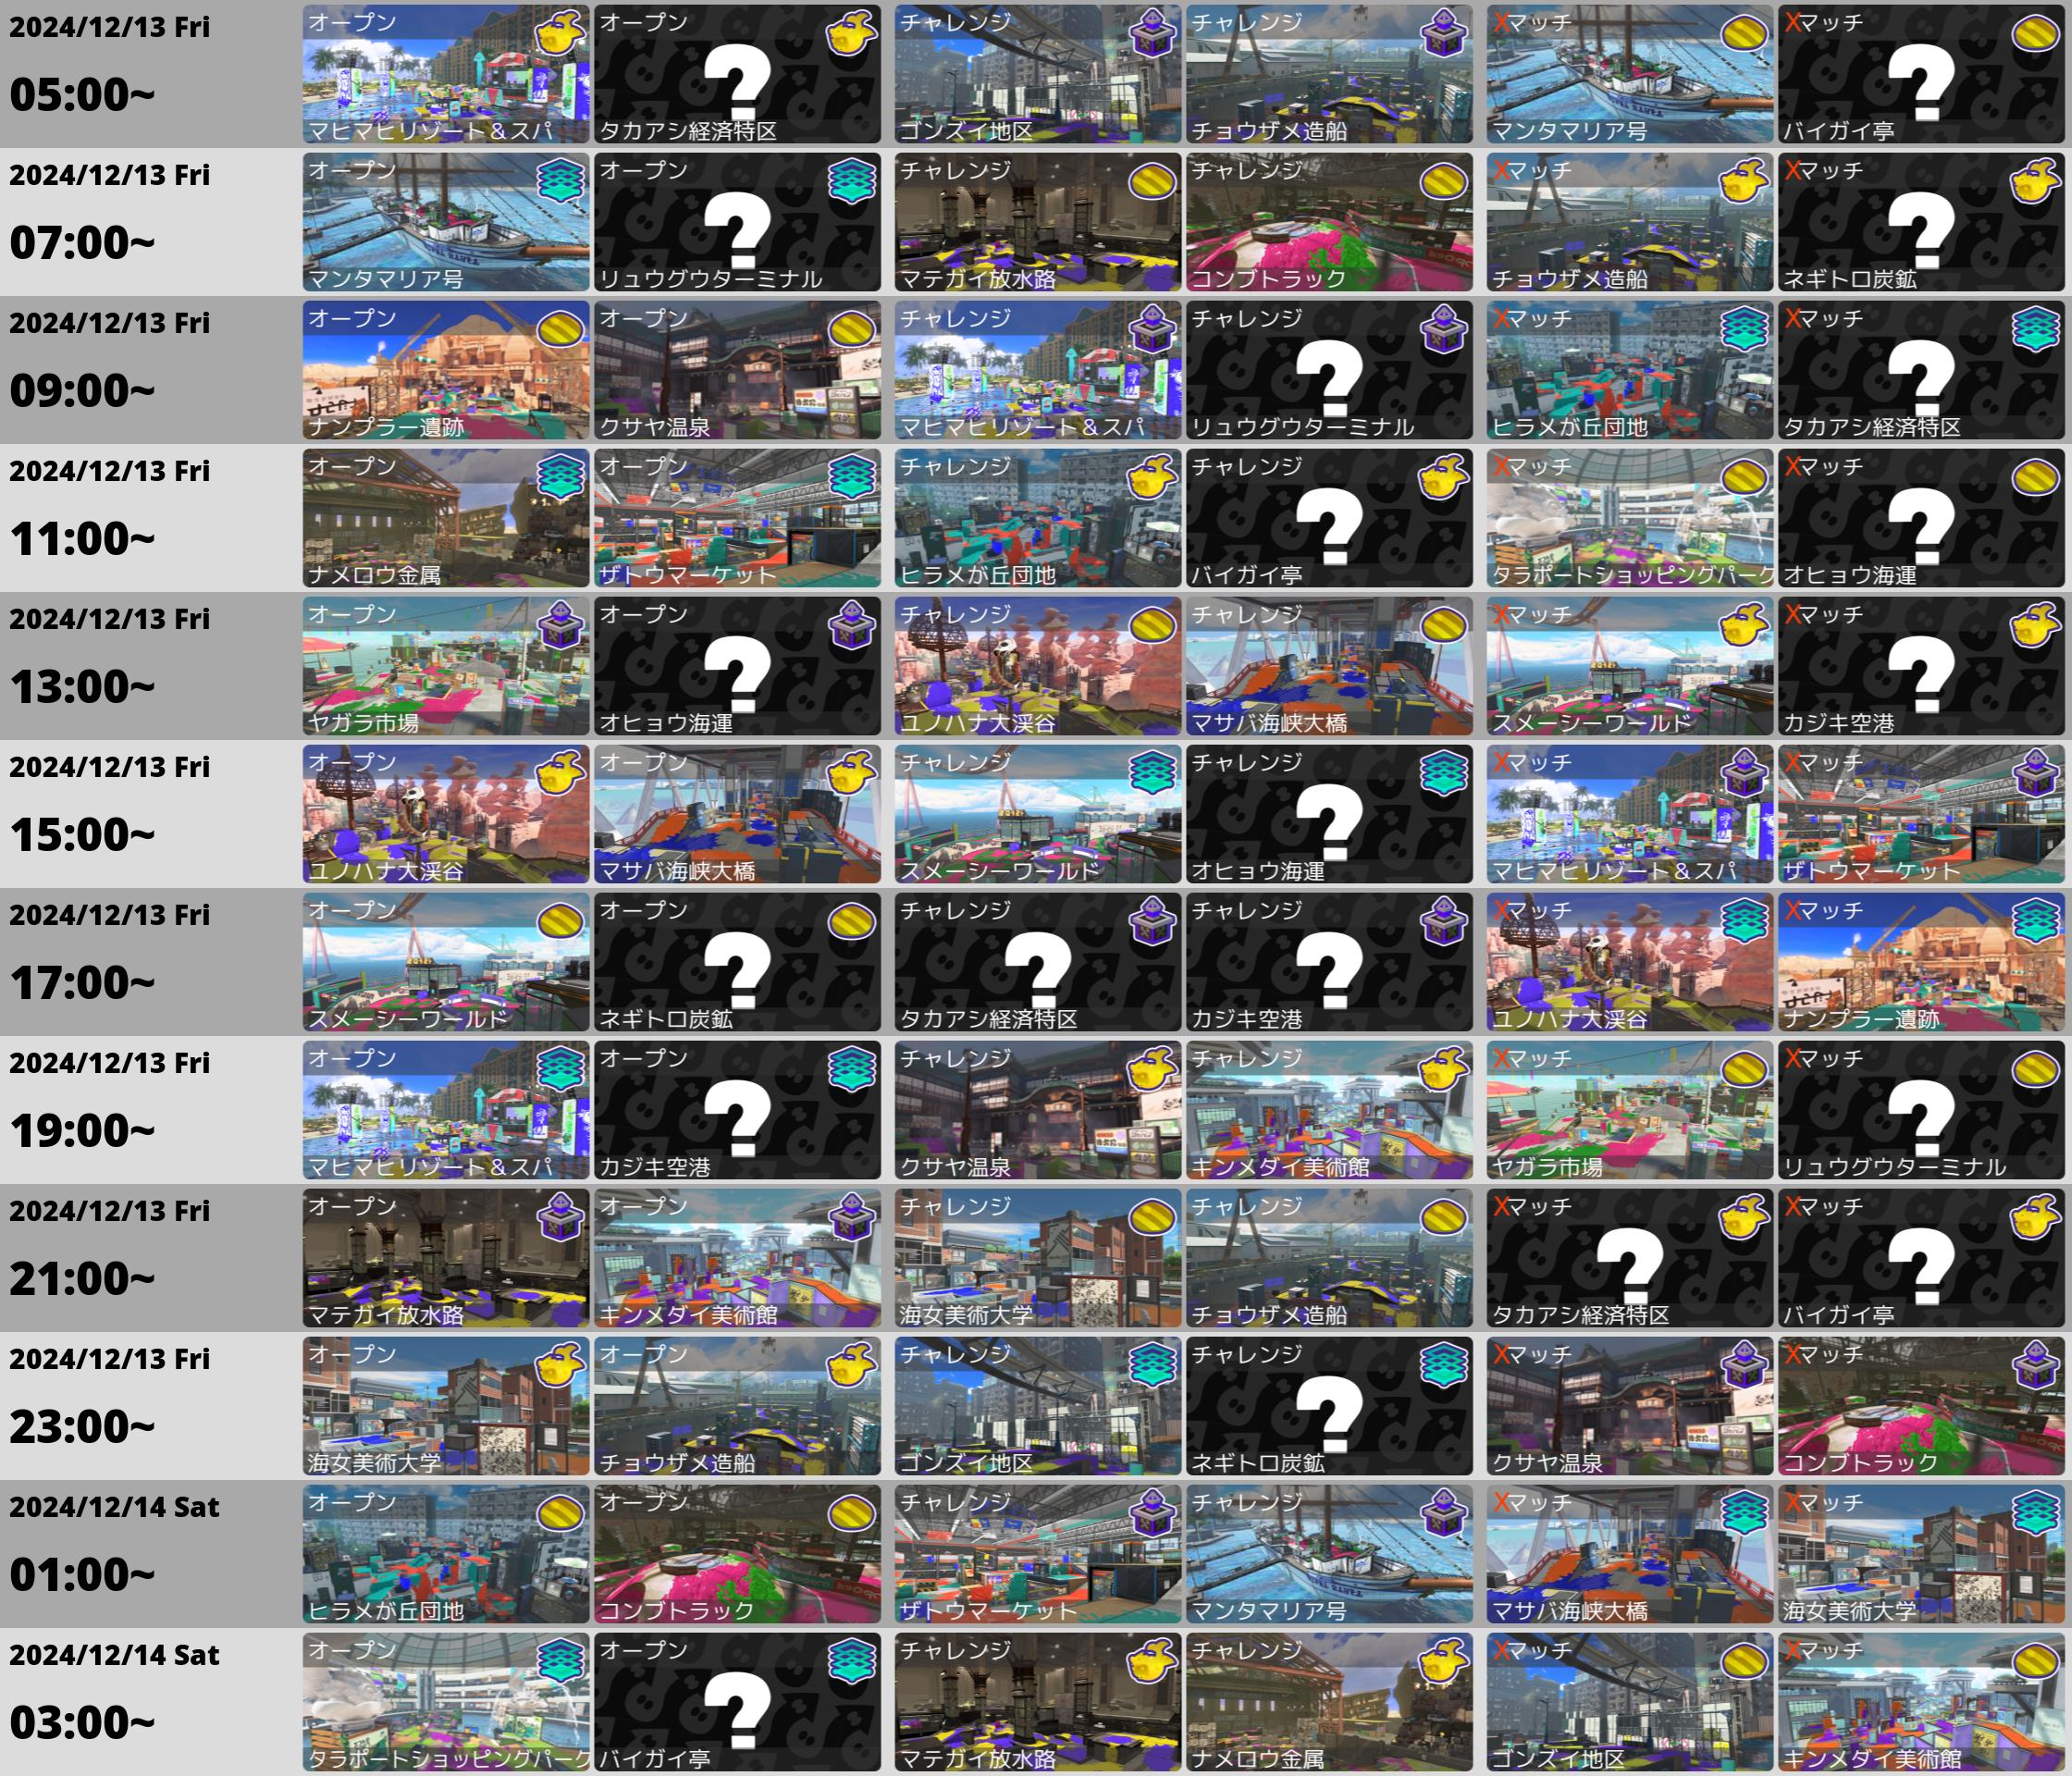 2024/12/13 Fri
05:00~
オープン
マヒマヒリゾート＆スパ
オープン
タカアシ経済特区
チャレンジ
ゴンズイ地区
チャレンジ
チョウザメ造船
Xマッチ
マンタマリア号
Xマッチ
バイガイ亭
2024/12/13 Fri
07:00~
オープン
マンタマリア号
オープン
リュウグウターミナル
チャレンジ
マテガイ放水路
チャレンジ
コンブトラック
Xマッチ
チョウザメ造船
Xマッチ
ネギトロ炭鉱
2024/12/13 Fri
09:00~
オープン
ナンプラー遺跡
オープン
クサヤ温泉
チャレンジ
マヒマヒリゾート＆スパ
チャレンジ
リュウグウターミナル
Xマッチ
ヒラメが丘団地
Xマッチ
タカアシ経済特区
2024/12/13 Fri
11:00~
オープン
ナメロウ金属
オープン
ザトウマーケット
チャレンジ
ヒラメが丘団地
チャレンジ
バイガイ亭
Xマッチ
タラポートショッピングパーク
Xマッチ
オヒョウ海運
2024/12/13 Fri
13:00~
オープン
ヤガラ市場
オープン
オヒョウ海運
チャレンジ
ユノハナ大渓谷
チャレンジ
マサバ海峡大橋
Xマッチ
スメーシーワールド
Xマッチ
カジキ空港
2024/12/13 Fri
15:00~
オープン
ユノハナ大渓谷
オープン
マサバ海峡大橋
チャレンジ
スメーシーワールド
チャレンジ
オヒョウ海運
Xマッチ
マヒマヒリゾート＆スパ
Xマッチ
ザトウマーケット
2024/12/13 Fri
17:00~
オープン
スメーシーワールド
オープン
ネギトロ炭鉱
チャレンジ
タカアシ経済特区
チャレンジ
カジキ空港
Xマッチ
ユノハナ大渓谷
Xマッチ
ナンプラー遺跡
2024/12/13 Fri
19:00~
オープン
マヒマヒリゾート＆スパ
オープン
カジキ空港
チャレンジ
クサヤ温泉
チャレンジ
キンメダイ美術館
Xマッチ
ヤガラ市場
Xマッチ
リュウグウターミナル
2024/12/13 Fri
21:00~
オープン
マテガイ放水路
オープン
キンメダイ美術館
チャレンジ
海女美術大学
チャレンジ
チョウザメ造船
Xマッチ
タカアシ経済特区
Xマッチ
バイガイ亭
2024/12/13 Fri
23:00~
オープン
海女美術大学
オープン
チョウザメ造船
チャレンジ
ゴンズイ地区
チャレンジ
ネギトロ炭鉱
Xマッチ
クサヤ温泉
Xマッチ
コンブトラック
2024/12/14 Sat
01:00~
オープン
ヒラメが丘団地
オープン
コンブトラック
チャレンジ
ザトウマーケット
チャレンジ
マンタマリア号
Xマッチ
マサバ海峡大橋
Xマッチ
海女美術大学
2024/12/14 Sat
03:00~
オープン
タラポートショッピングパーク
オープン
バイガイ亭
チャレンジ
マテガイ放水路
チャレンジ
ナメロウ金属
Xマッチ
ゴンズイ地区
Xマッチ
キンメダイ美術館